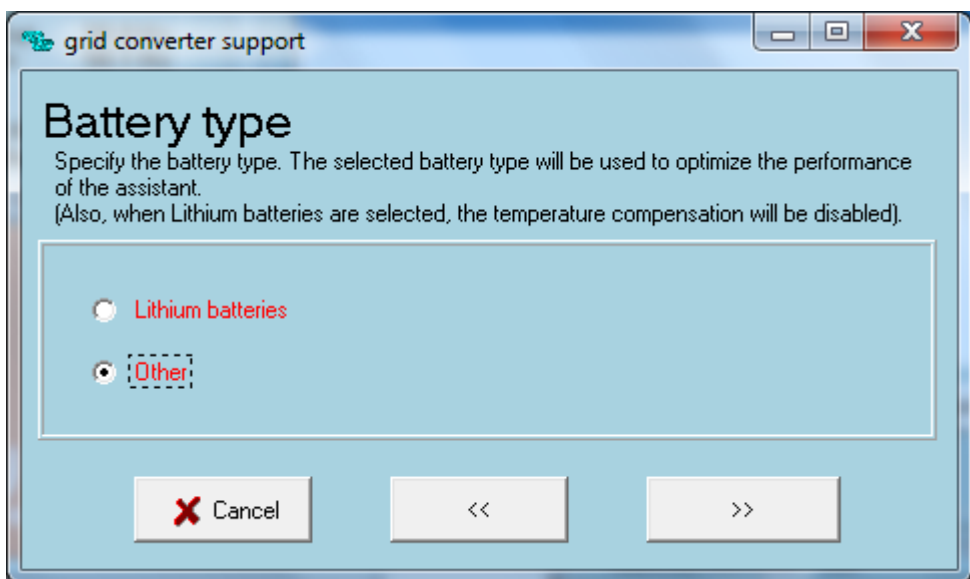 grid converter support
Battery type
Specify the battery type. The selected battery type will be used to optimize the performance
of the assistant.
(Also, when Lithium batteries are selected, the temperature compensation will be disabled).
Lithium batteries
Other
Cancel
<<
>>